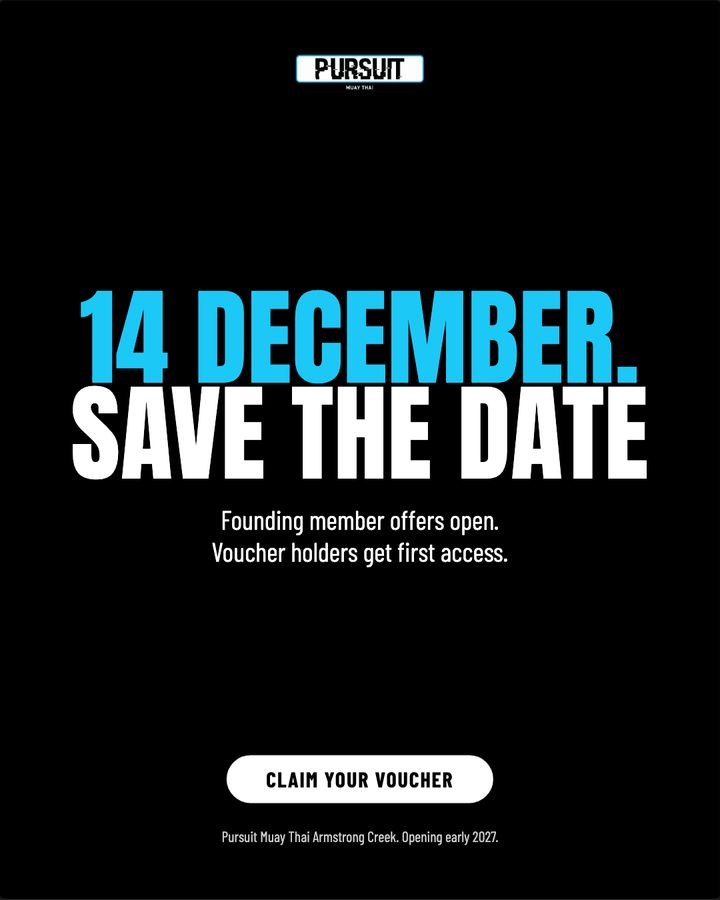 PURSUIT
MUAY THAI
14 DECEMBER.
SAVE THE DATE
Founding member offers open.
Voucher holders get first access.
CLAIM YOUR VOUCHER
Pursuit Muay Thai Armstrong Creek. Opening early 2027.